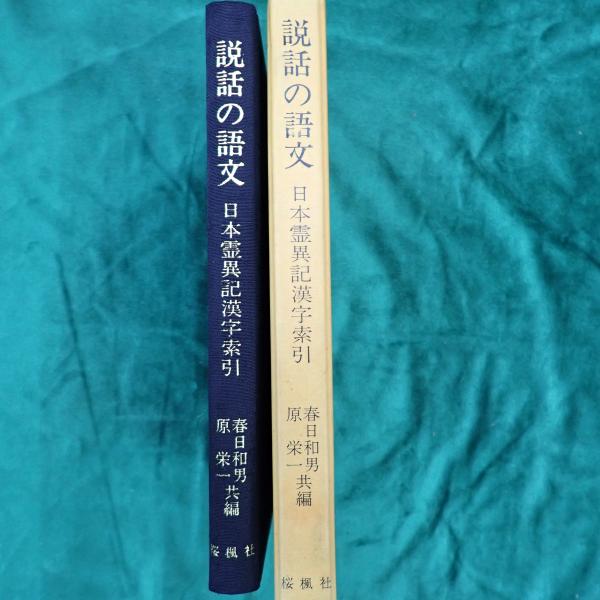 説話の語文
日本霊異記漢字索引
春日和男
原栄一共編
桜楓社
説話の語文
日本霊異記漢字索引
春日和男
原栄一共編
桜楓社